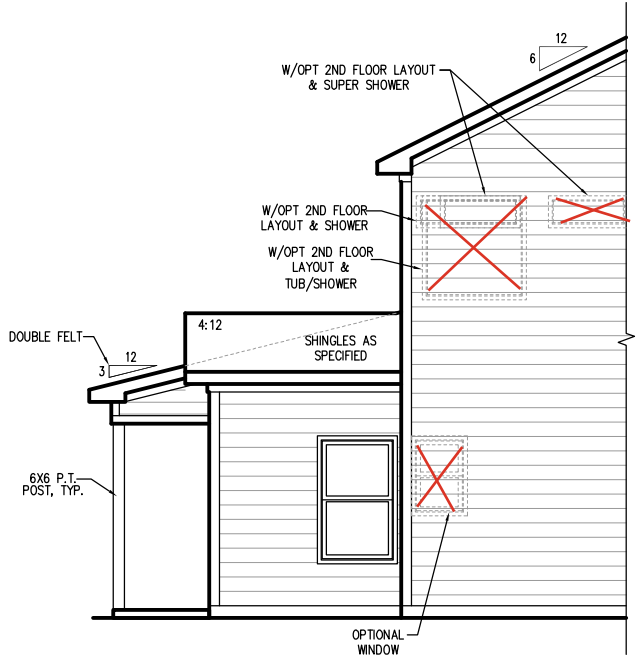 12
6
W/OPT 2ND FLOOR LAYOUT
& SUPER SHOWER
W/OPT 2ND FLOOR
LAYOUT & SHOWER
W/OPT 2ND FLOOR
LAYOUT &
TUB/SHOWER
4:12
SHINGLES AS
SPECIFIED
DOUBLE FELT
12
3
6X6 P.T.
POST, TYP.
OPTIONAL
WINDOW